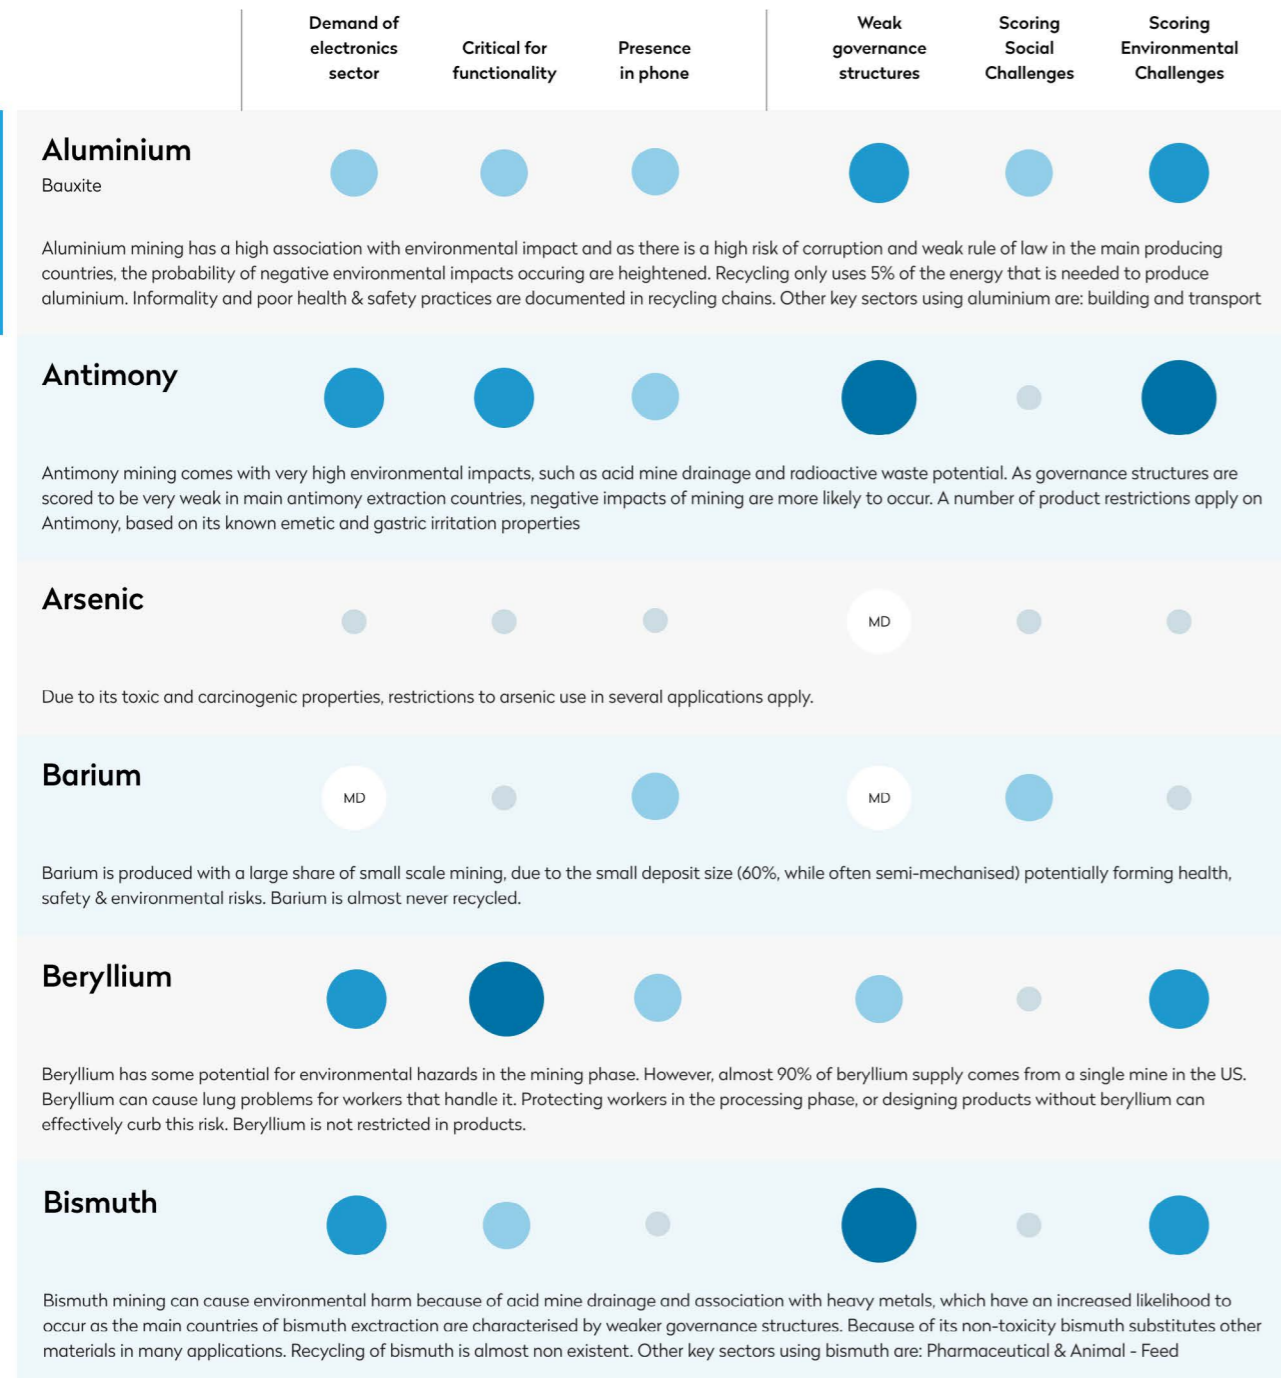 Demand of
electronics
sector
Critical for
functionality
Presence
in phone
Weak
governance
structures
Scoring
Social
Challenges
Scoring
Environmental
Challenges
Aluminium
Bauxite
Aluminium mining has a high association with environmental impact and as there is a high risk of corruption and weak rule of law in the main producing
countries, the probability of negative environmental impacts occuring are heightened. Recycling only uses 5% of the energy that is needed to produce
aluminium. Informality and poor health & safety practices are documented in recycling chains. Other key sectors using aluminium are: building and transport
Antimony
Antimony mining comes with very high environmental impacts, such as acid mine drainage and radioactive waste potential. As governance structures are
scored to be very weak in main antimony extraction countries, negative impacts of mining are more likely to occur. A number of product restrictions apply on
Antimony, based on its known emetic and gastric irritation properties
Arsenic
MD
Due to its toxic and carcinogenic properties, restrictions to arsenic use in several applications apply.
Barium
MD
MD
Barium is produced with a large share of small scale mining, due to the small deposit size (60%, while often semi-mechanised) potentially forming health,
safety & environmental risks. Barium is almost never recycled.
Beryllium
Beryllium has some potential for environmental hazards in the mining phase. However, almost 90% of beryllium supply comes from a single mine in the US.
Beryllium can cause lung problems for workers that handle it. Protecting workers in the processing phase, or designing products without beryllium can
effectively curb this risk. Beryllium is not restricted in products.
Bismuth
Bismuth mining can cause environmental harm because of acid mine drainage and association with heavy metals, which have an increased likelihood to
occur as the main countries of bismuth exctraction are characterised by weaker governance structures. Because of its non-toxicity bismuth substitutes other
materials in many applications. Recycling of bismuth is almost non existent. Other key sectors using bismuth are: Pharmaceutical & Animal - Feed